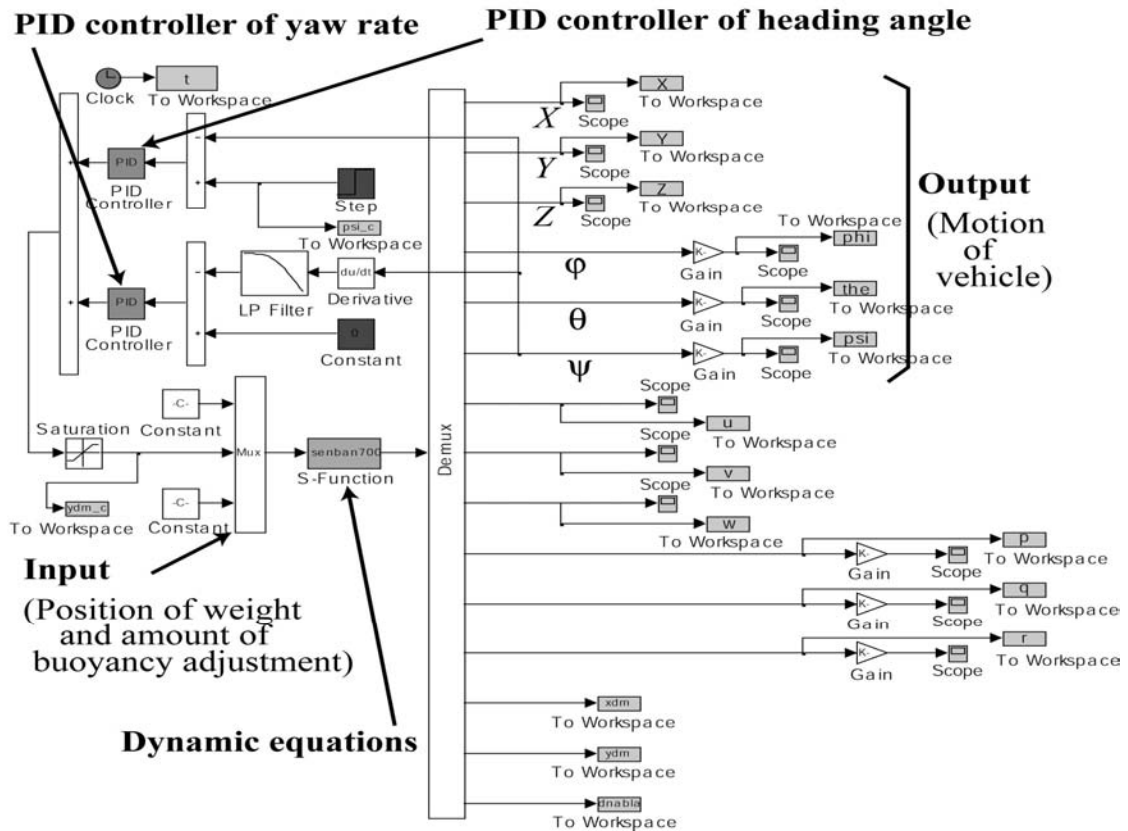 PID controller of yaw rate
PID controller of heading angle
Clock
t
To Workspace
PID
PID
Controller
−
+
+
Step
psi_c
To Workspace
PID
PID
Controller
+
−
+
LP Filter
du/dt
Derivative
0
Constant
Saturation
-C-
Constant
Mux
senban700
S-Function
ydm_c
To Workspace
-C-
Constant
Input
(Position of weight
and amount of
buoyancy adjustment)
Dynamic equations
Demux
X
Scope
X
To Workspace
Y
Scope
Y
To Workspace
Z
Scope
Z
To Workspace
φ
K-
Gain
Scope
To Workspace
phi
θ
K-
Gain
Scope
the
To Workspace
ψ
K-
Gain
Scope
psi
To Workspace
Output
(Motion
of
vehicle)
Scope
u
To Workspace
Scope
v
To Workspace
Scope
w
To Workspace
K-
Gain
Scope
p
To Workspace
K-
Gain
Scope
q
To Workspace
K-
Gain
Scope
r
To Workspace
xdm
To Workspace
ydm
To Workspace
dnabla
To Workspace